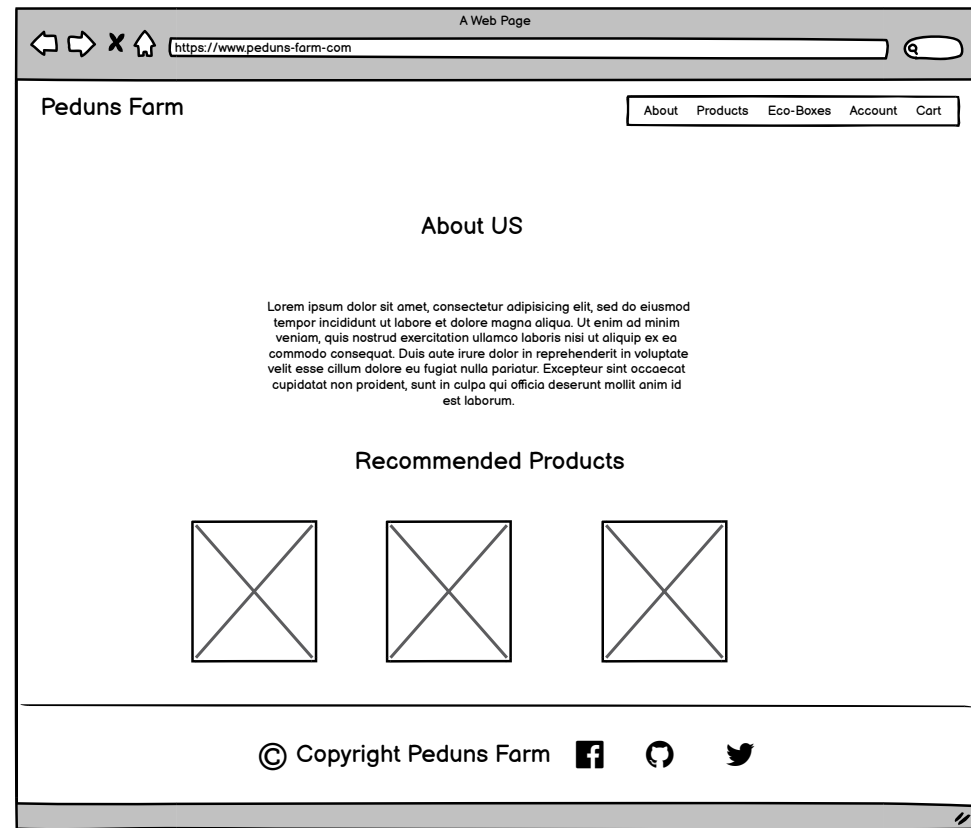 A Web Page
https://www.peduns-farm-com
Peduns Farm
About Products Eco-Boxes Account Cart
About US
Lorem ipsum dolor sit amet, consectetur adipisicing elit, sed do eiusmod
tempor incididunt ut labore et dolore magna aliqua. Ut enim ad minim
veniam, quis nostrud exercitation ullamco laboris nisi ut aliquip ex ea
commodo consequat. Duis aute irure dolor in reprehenderit in voluptate
velit esse cillum dolore eu fugiat nulla pariatur. Excepteur sint occaecat
cupidatat non proident, sunt in culpa qui officia deserunt mollit anim id
est laborum.
Recommended Products
© Copyright Peduns Farm